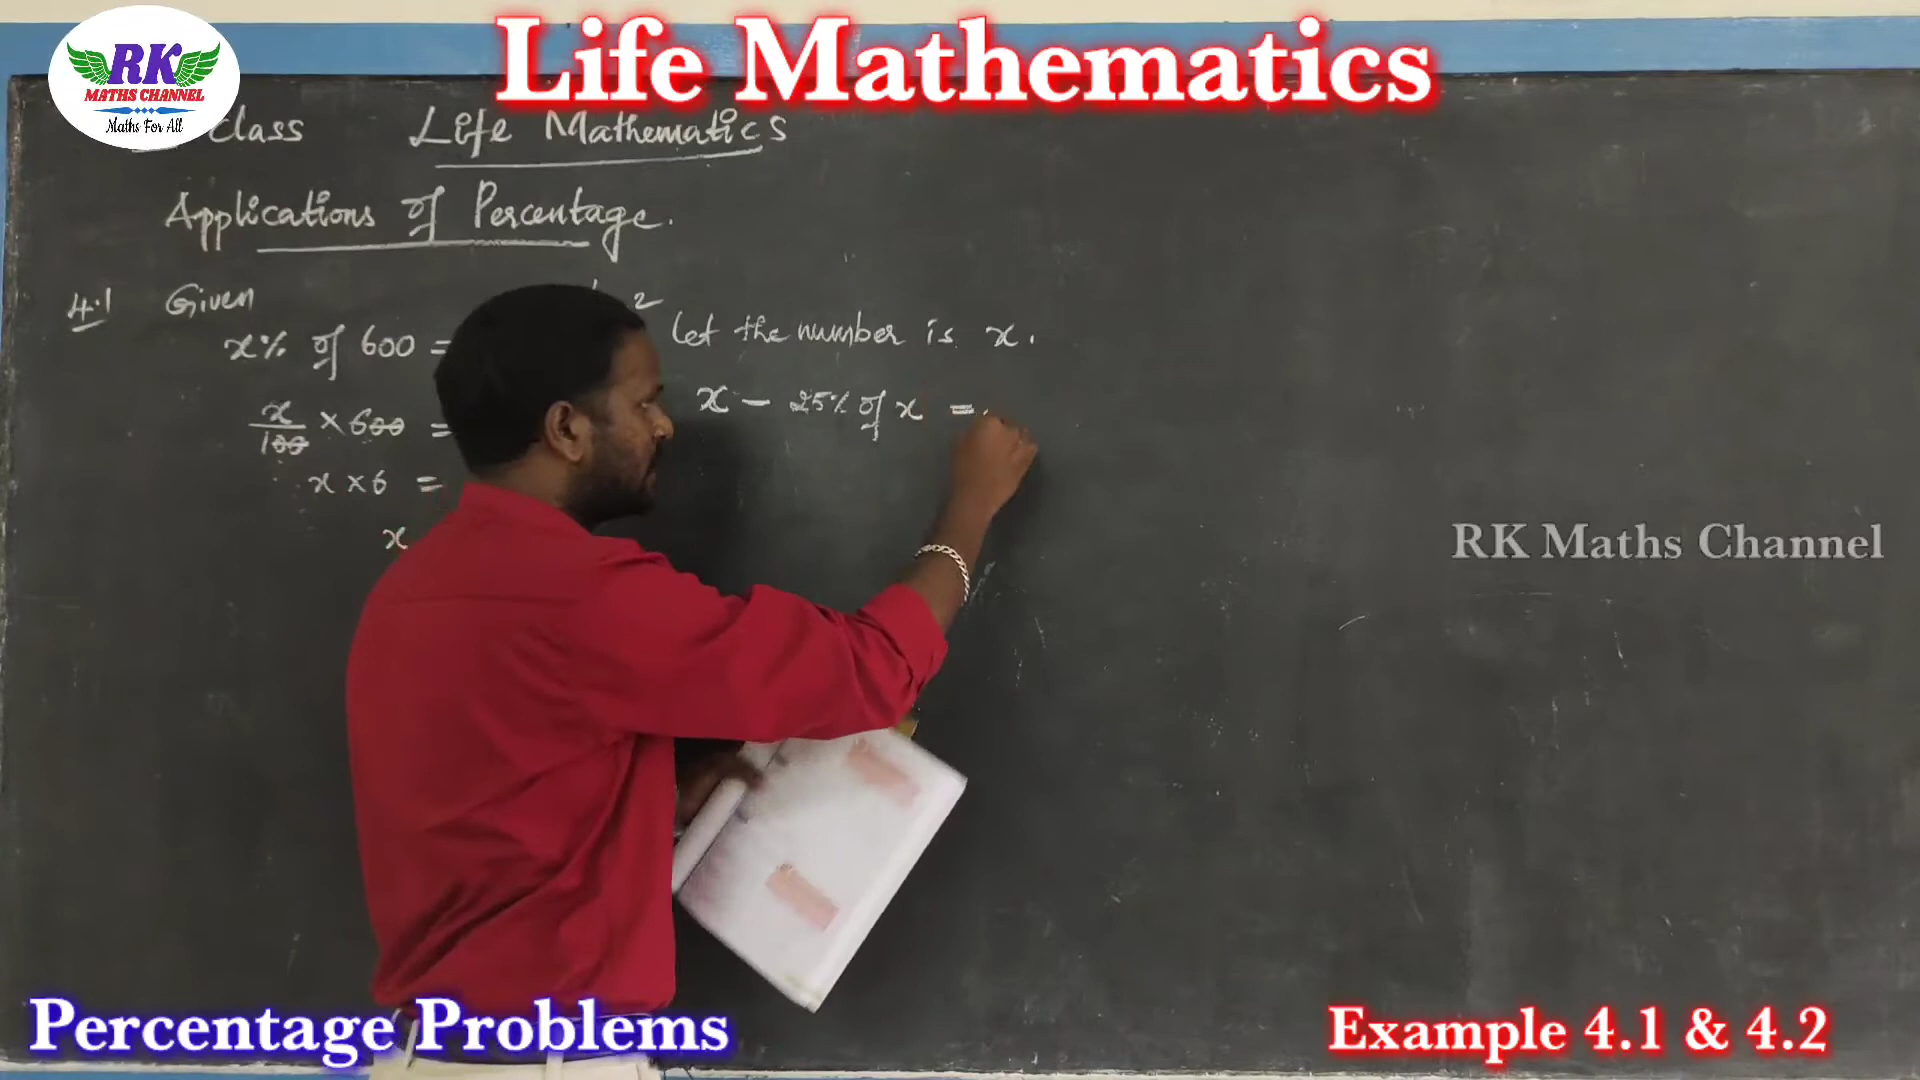 Life Mathematics
RK
MATHS CHANNEL
Maths For All
class Life Mathematics
Applications of Percentage.
4.1 Given
x% of 600 =
x/100 × 600 =
x × 6 =
x
2
let the number is x.
x - 25% of x =
RK Maths Channel
Percentage Problems
Example 4.1 & 4.2